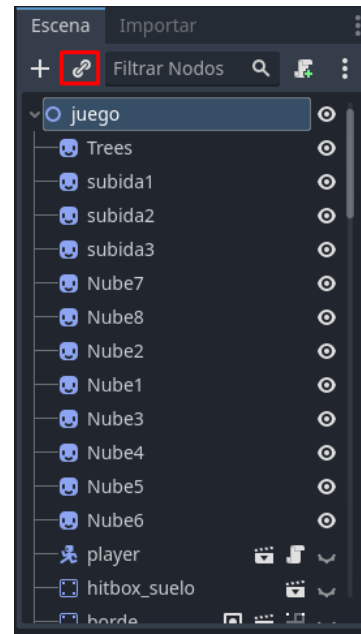 Escena Importar
Filtrar Nodos
juego
Trees
subida1
subida2
subida3
Nube7
Nube8
Nube2
Nube1
Nube3
Nube4
Nube5
Nube6
player
hitbox_suelo
borde